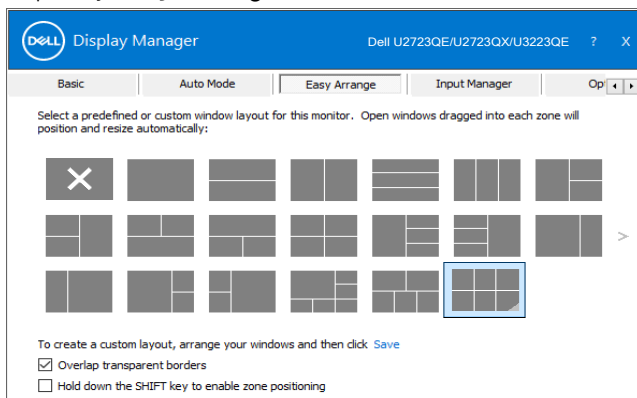 DELL Display Manager
Dell U2723QE/U2723QX/U3223QE ? X
Basic Auto Mode Easy Arrange Input Manager
Select a predefined or custom window layout for this monitor. Open windows dragged into each zone will
position and resize automatically:
To create a custom layout, arrange your windows and then click Save
Overlap transparent borders
Hold down the SHIFT key to enable zone positioning